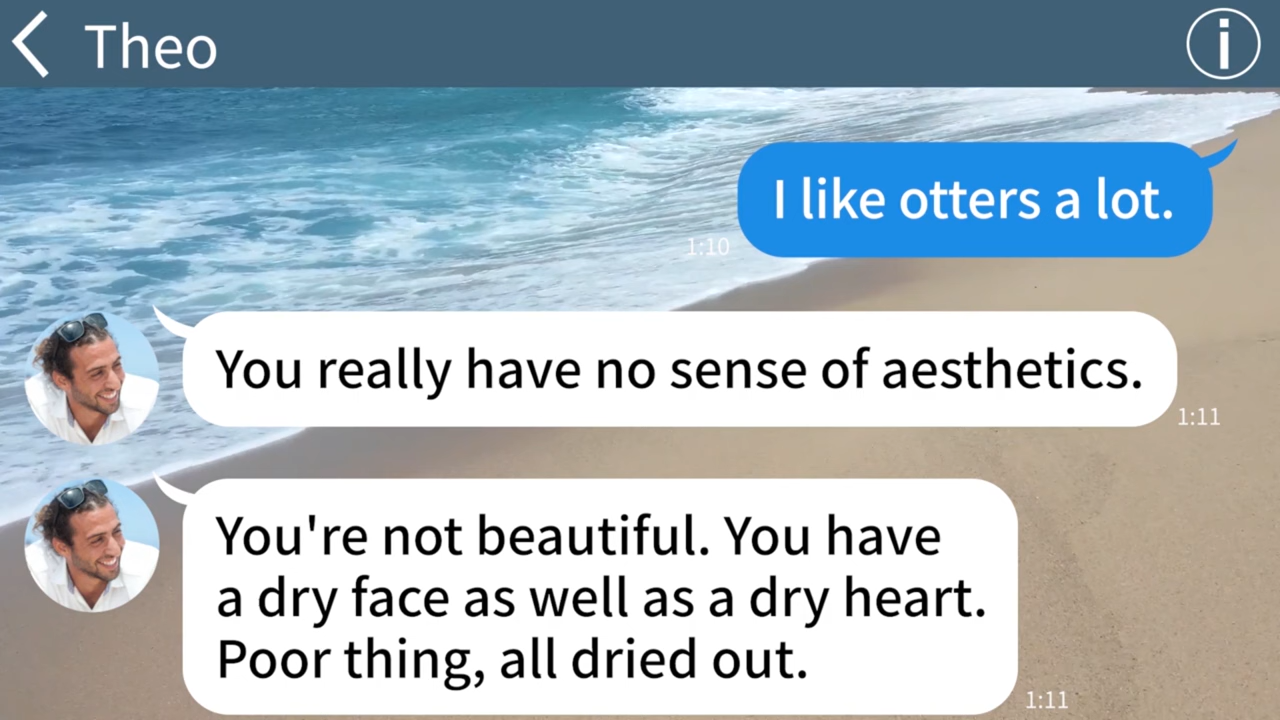 Theo
I like otters a lot.
1:10
You really have no sense of aesthetics.
1:11
You're not beautiful. You have
a dry face as well as a dry heart.
Poor thing, all dried out.
1:11